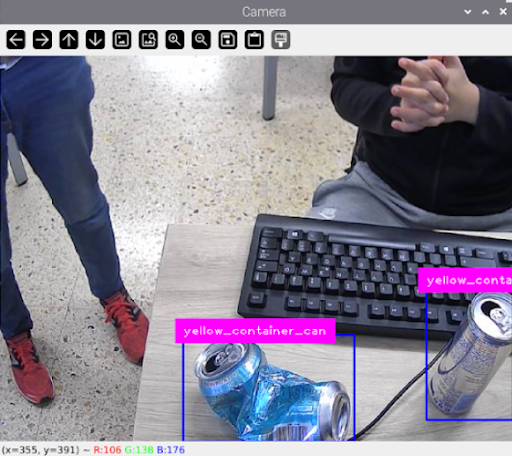 Camera
yellow_conta
yellow_container_can
(x=355, y=391) ~ R:106 G:138 B:176